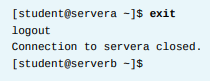 [student@servera ~]$ exit
logout
Connection to servera closed.
[student@serverb ~]$